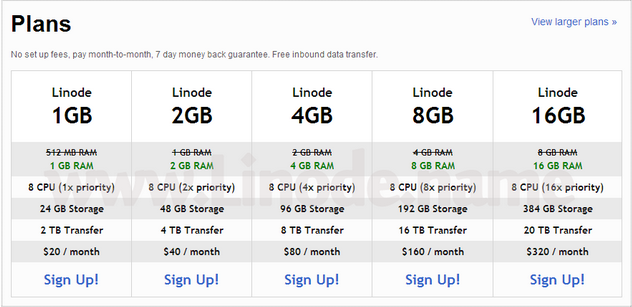 Plans
View larger plans »
No set up fees, pay month-to-month, 7 day money back guarantee. Free inbound data transfer.
Linode Linode Linode Linode Linode
1GB 2GB 4GB 8GB 16GB
512 MB RAM 1 GB RAM 2 GB RAM 4 GB RAM 8 GB RAM
1 GB RAM 2 GB RAM 4 GB RAM 8 GB RAM 16 GB RAM
8 CPU (1x priority) 8 CPU (2x priority) 8 CPU (4x priority) 8 CPU (8x priority) 8 CPU (16x priority)
24 GB Storage 48 GB Storage 96 GB Storage 192 GB Storage 384 GB Storage
2 TB Transfer 4 TB Transfer 8 TB Transfer 16 TB Transfer 20 TB Transfer
$20 / month $40 / month $80 / month $160 / month $320 / month
Sign Up! Sign Up! Sign Up! Sign Up! Sign Up!
www.Linode.name